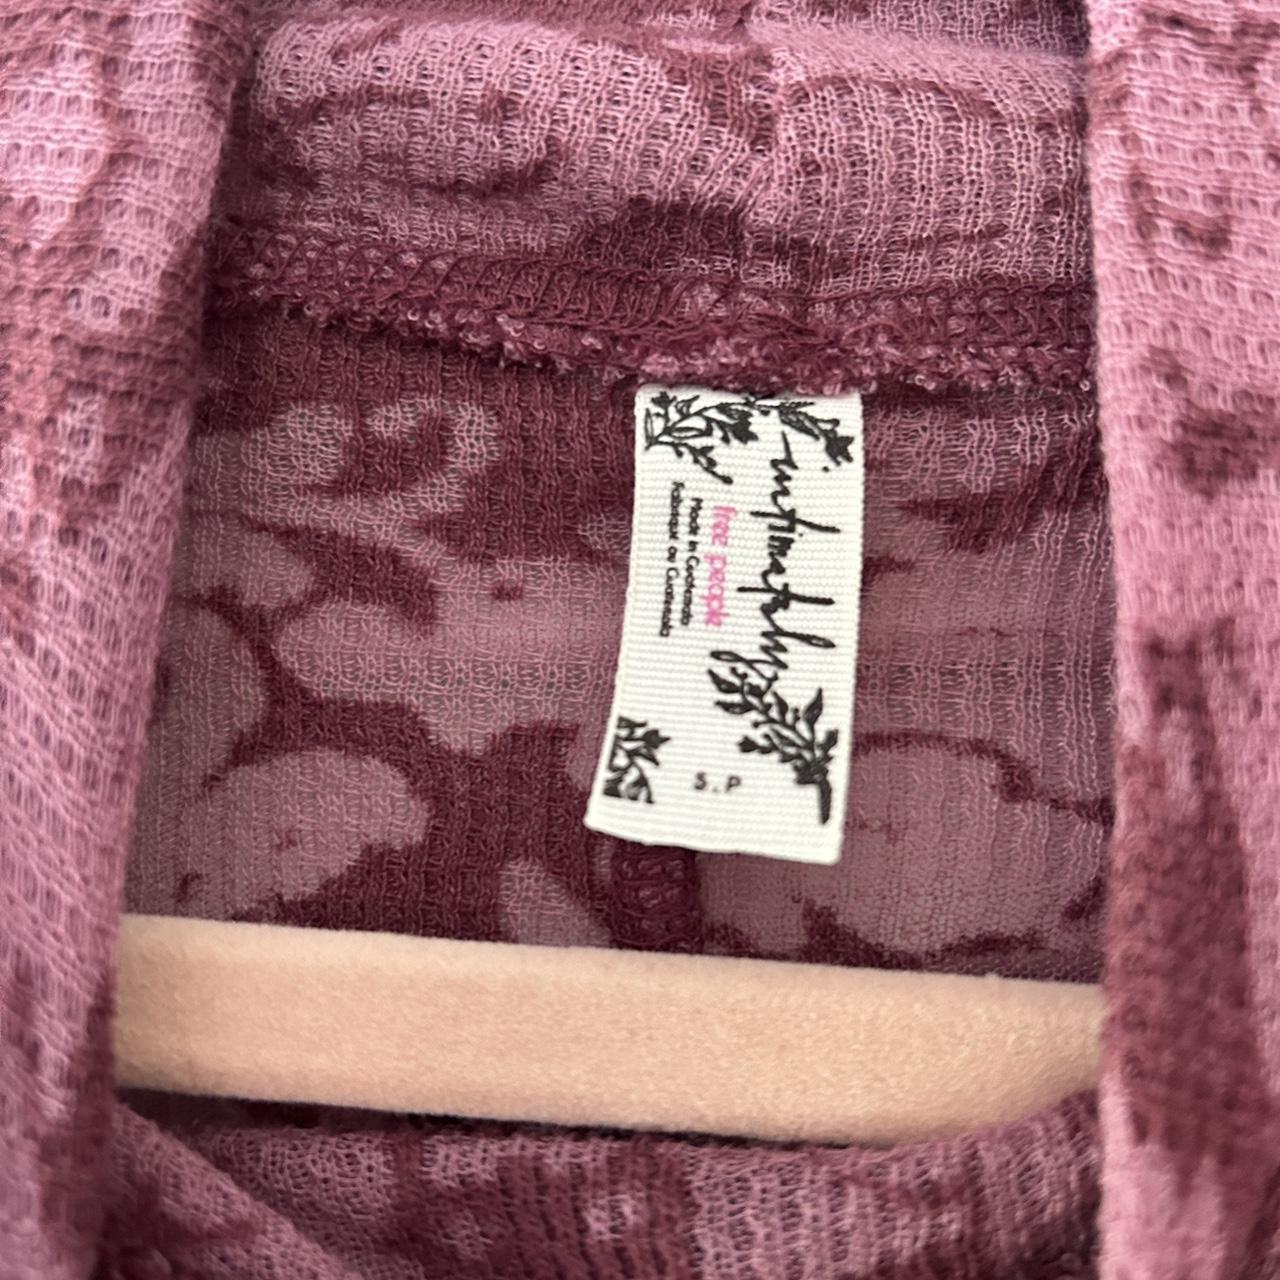 intimately
free people
Made in Guatemala
Fabriqué au Guatemala
S.P